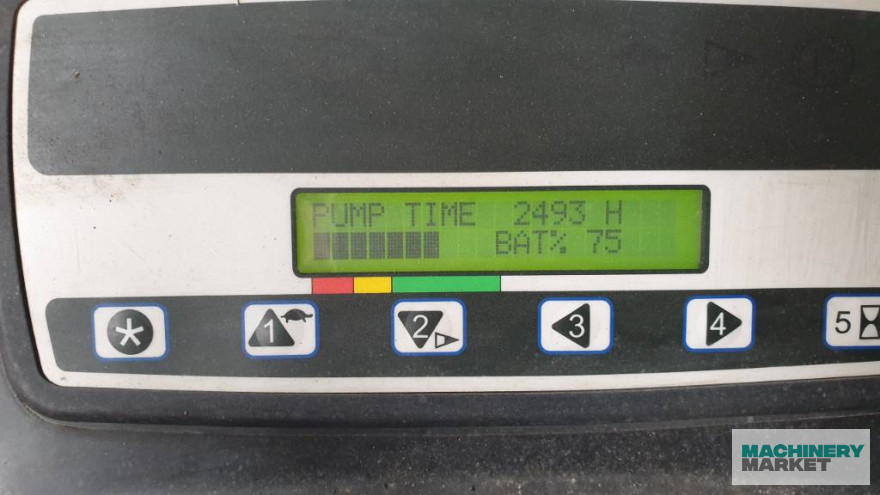 PUMP TIME 2493 H
BAT% 75
1 2 3 4 5
MACHINERY
MARKET